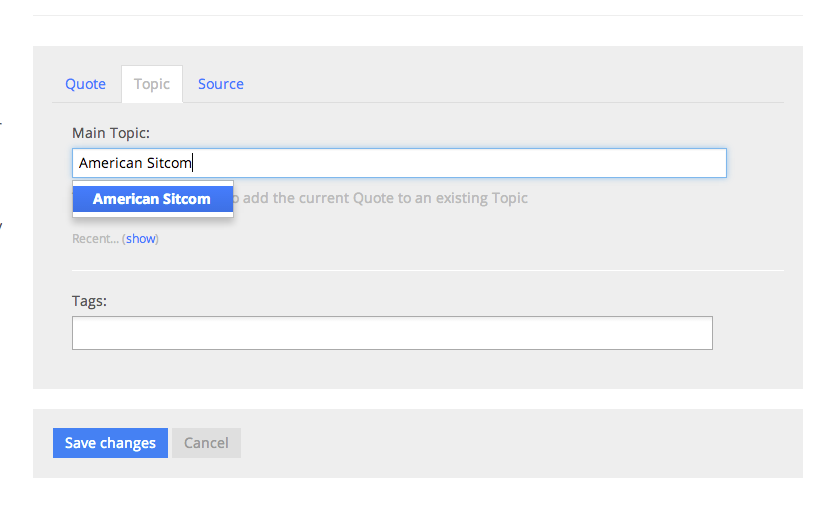 Quote Topic Source
Main Topic:
American Sitcom
American Sitcom add the current Quote to an existing Topic
Recent... (show)
Tags:
Save changes Cancel